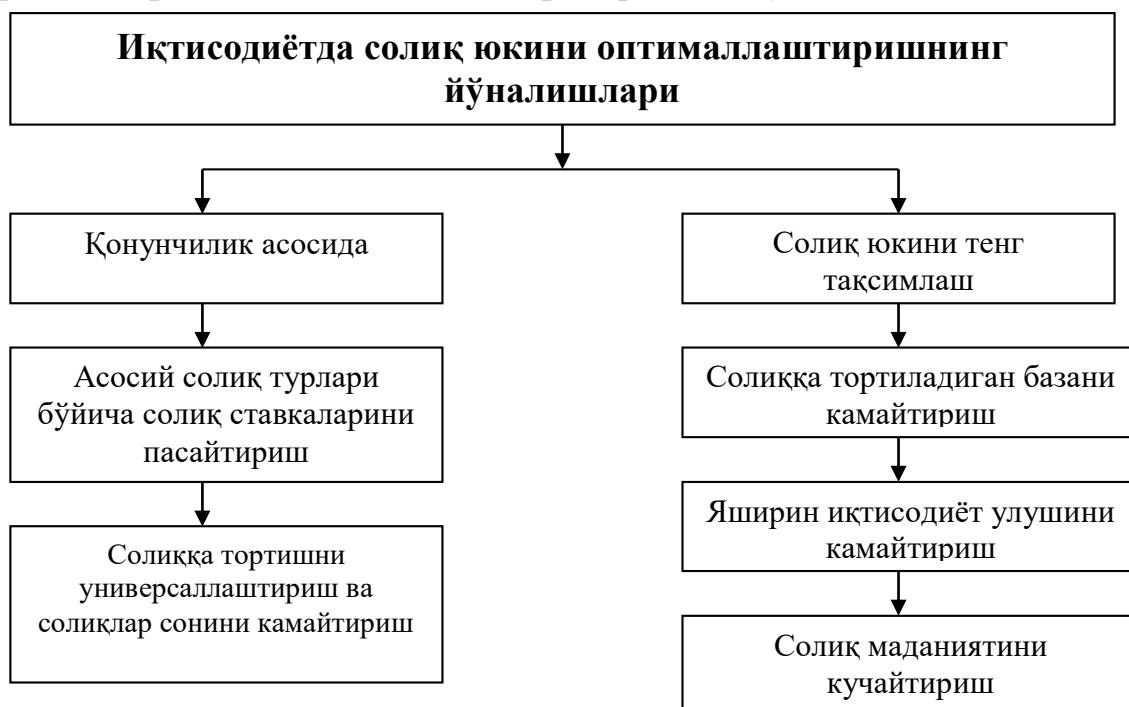 Иқтисодиётда солиқ юкини оптималлаштиришнинг
йўналишлари
Қонунчилик асосида
Асосий солиқ турлари
бўйича солиқ ставкаларини
пасайтириш
Солиққа тортишни
универсаллаштириш ва
солиқлар сонини камайтириш
Солиқ юкини тенг
тақсимлаш
Солиққа тортиладиган базани
камайтириш
Яширин иқтисодиёт улушини
камайтириш
Солиқ маданиятини
кучайтириш